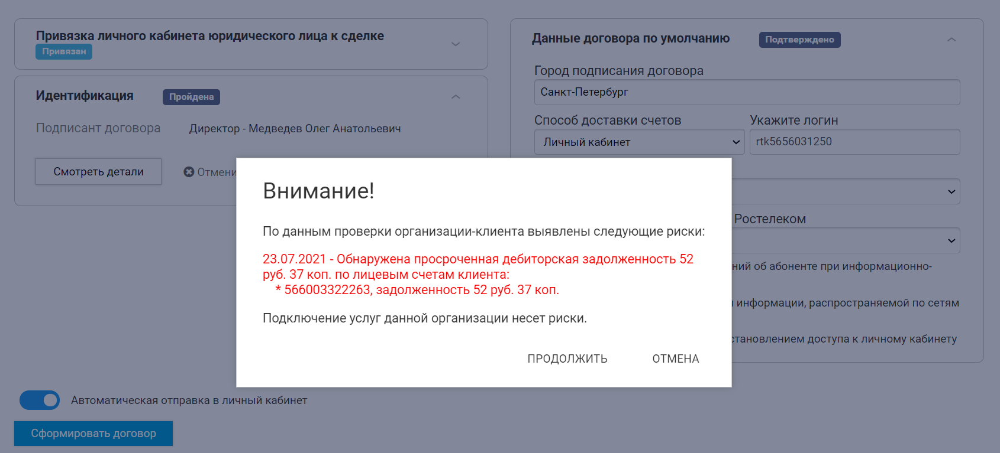 Привязка личного кабинета юридического лица к сделке
Привязан
Идентификация Пройдена
Подписант договора Директор - Медведев Олег Анатольевич
Смотреть детали
Данные договора по умолчанию Подтверждено
Город подписания договора
Санкт-Петербург
Способ доставки счетов Укажите логин
Личный кабинет rtk5656031250
Ростелеком
об абоненте при информационно-
информации, распространяемой по сетям
доступа к личному кабинету
Внимание!
По данным проверки организации-клиента выявлены следующие риски:
23.07.2021 - Обнаружена просроченная дебиторская задолженность 52
руб. 37 коп. по лицевым счетам клиента:
* 566003322263, задолженность 52 руб. 37 коп.
Подключение услуг данной организации несет риски.
ПРОДОЛЖИТЬ ОТМЕНА
Автоматическая отправка в личный кабинет
Сформировать договор